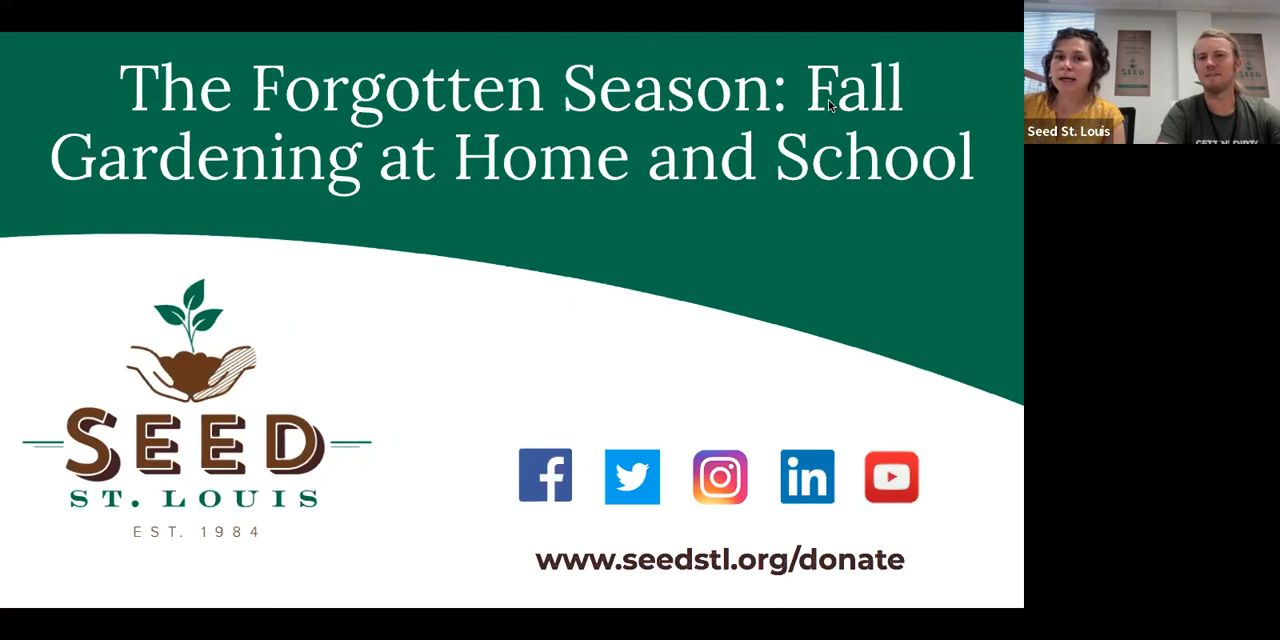 The Forgotten Season: Fall
Gardening at Home and School
SEED
ST. LOUIS
EST. 1984
www.seedstl.org/donate
Seed St. Louis
SEED